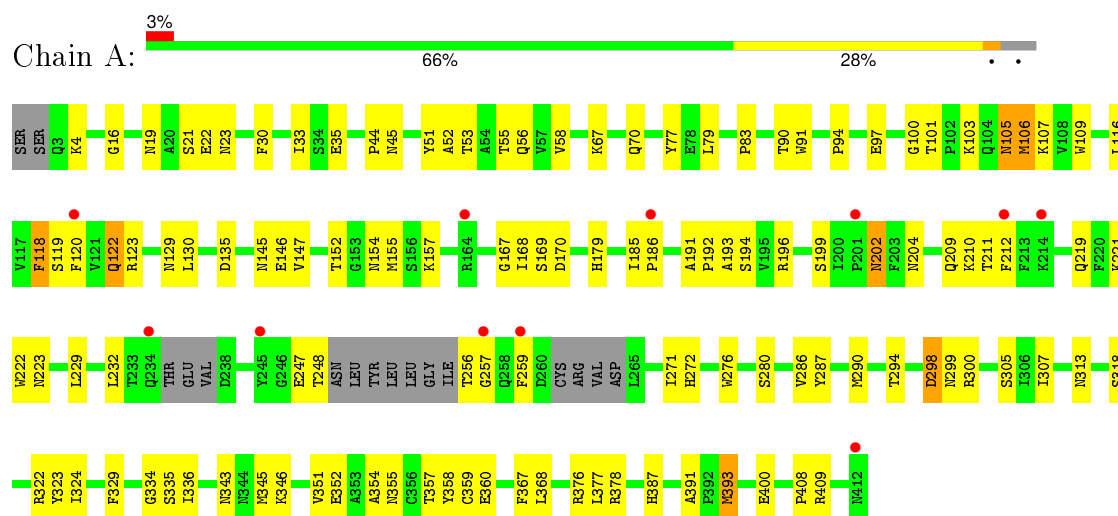 3%
Chain A:
66% 28% • •
SER SER Q3 K4 G16 N19 A20 S21 E22 N23 F30 I33 S34 E35 P44 N45 Y51 A52 T53 A54 T55 Q56 V57 V58 K67 Q70 Y77 E78 L79 P83 T90 W91 P94 E97 G100 T101 P102 K103 Q104 N105 M106 K107 V108 W109 L116
V117 F118 S119 F120 V121 Q122 R123 N129 L130 D135 N145 E146 V147 T152 G153 N154 M155 S156 K157 R164 G167 I168 S169 D170 H179 I185 P186 A191 P192 A193 S194 V195 R196 S199 I200 P201 N202 F203 N204 Q209 K210 T211 F212 F213 K214 Q219 F220 K221
W222 N223 L229 L232 T233 Q234 THR GLU VAL D238 Y245 G246 E247 T248 ASN LEU TYR LEU LEU GLY ILE T256 G257 Q258 F259 D260 CYS ARG VAL ASP L265 I271 H272 W276 S280 V286 Y287 M290 T294 D298 N299 R300 S305 I306 I307 N313
R322 Y323 I324 F329 G334 S335 I336 N343 N344 M345 K346 V351 E352 A353 A354 N355 C356 T357 Y358 C359 E360 F367 L368 R376 L377 R378 H387 A391 P392 M393 E400 P408 R409 N412